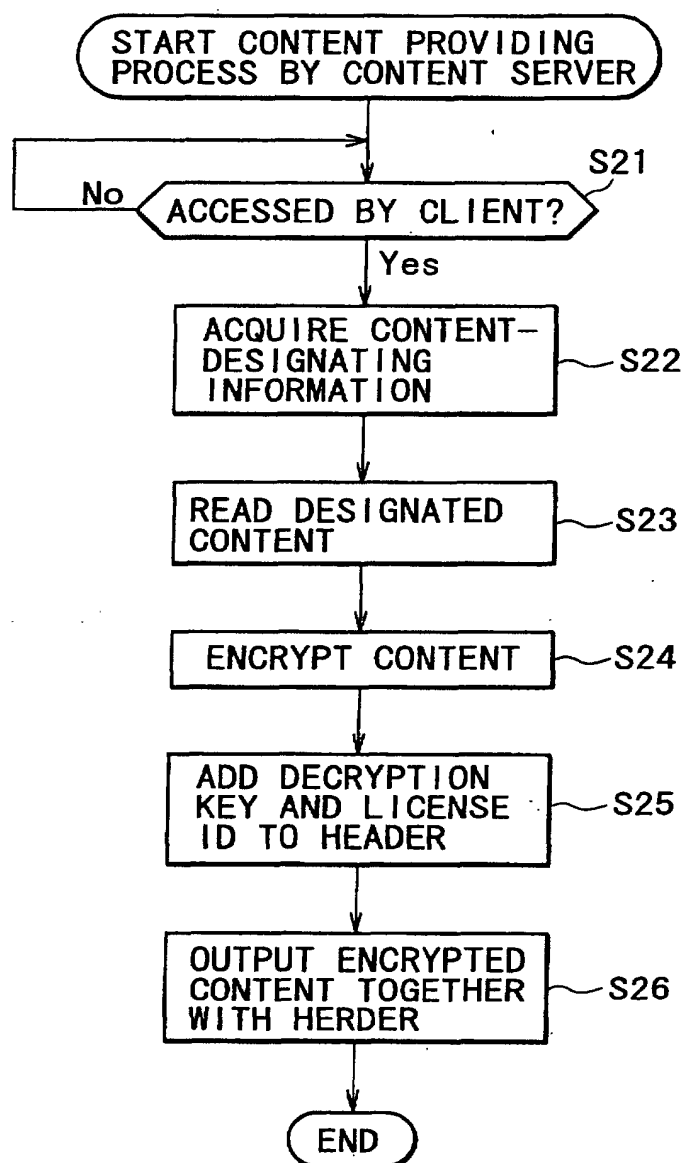 START CONTENT PROVIDING
PROCESS BY CONTENT SERVER
S21
No
ACCESSED BY CLIENT?
Yes
ACQUIRE CONTENT-
DESIGNATING
INFORMATION
S22
READ DESIGNATED
CONTENT
S23
ENCRYPT CONTENT
S24
ADD DECRYPTION
KEY AND LICENSE
ID TO HEADER
S25
OUTPUT ENCRYPTED
CONTENT TOGETHER
WITH HERDER
S26
END